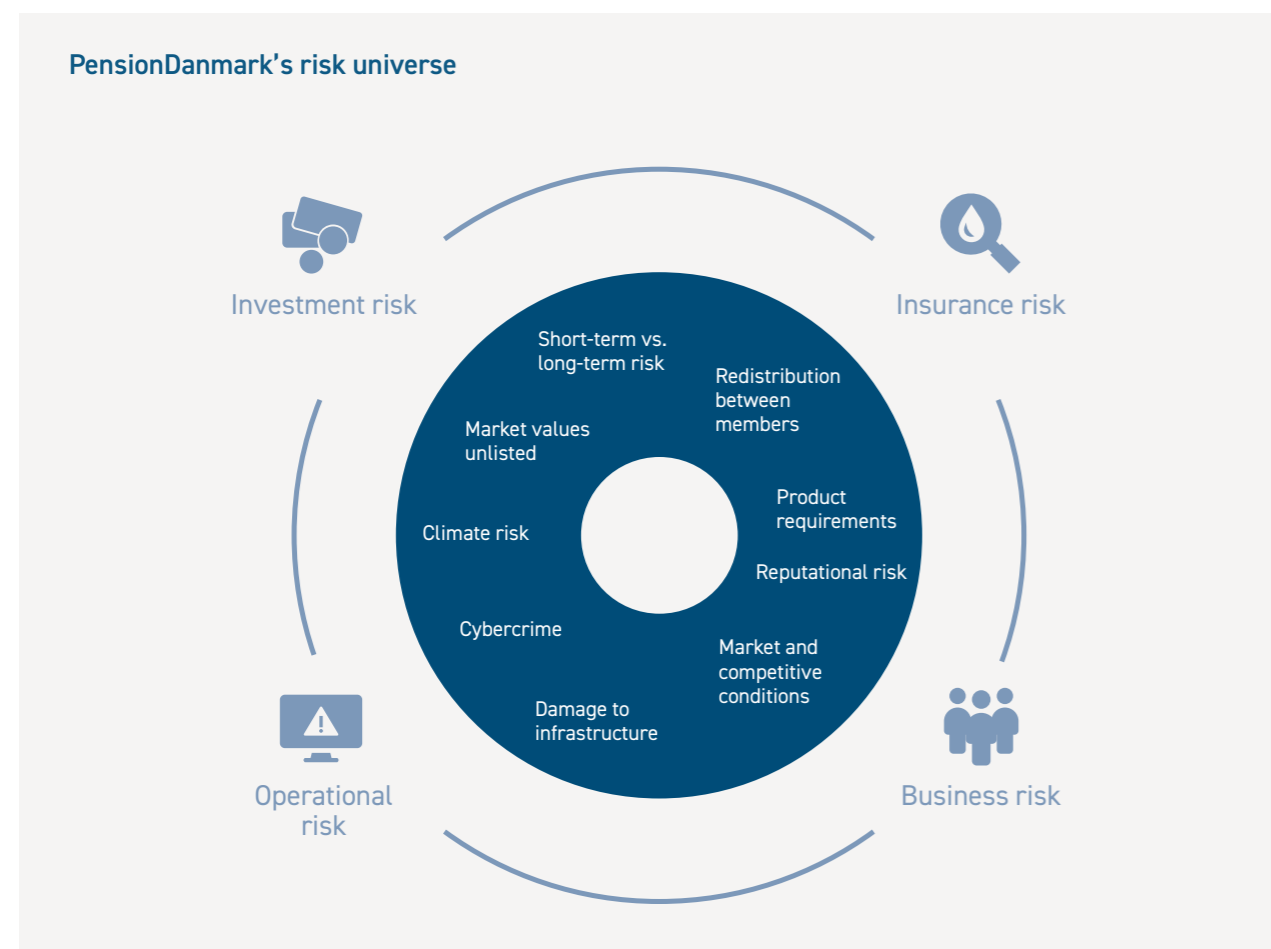 PensionDanmark’s risk universe
Investment risk
Insurance risk
Short-term vs.
long-term risk
Redistribution
between
members
Market values
unlisted
Product
requirements
Climate risk
Reputational risk
Cybercrime
Market and
competitive
conditions
Damage to
infrastructure
Operational
risk
Business risk